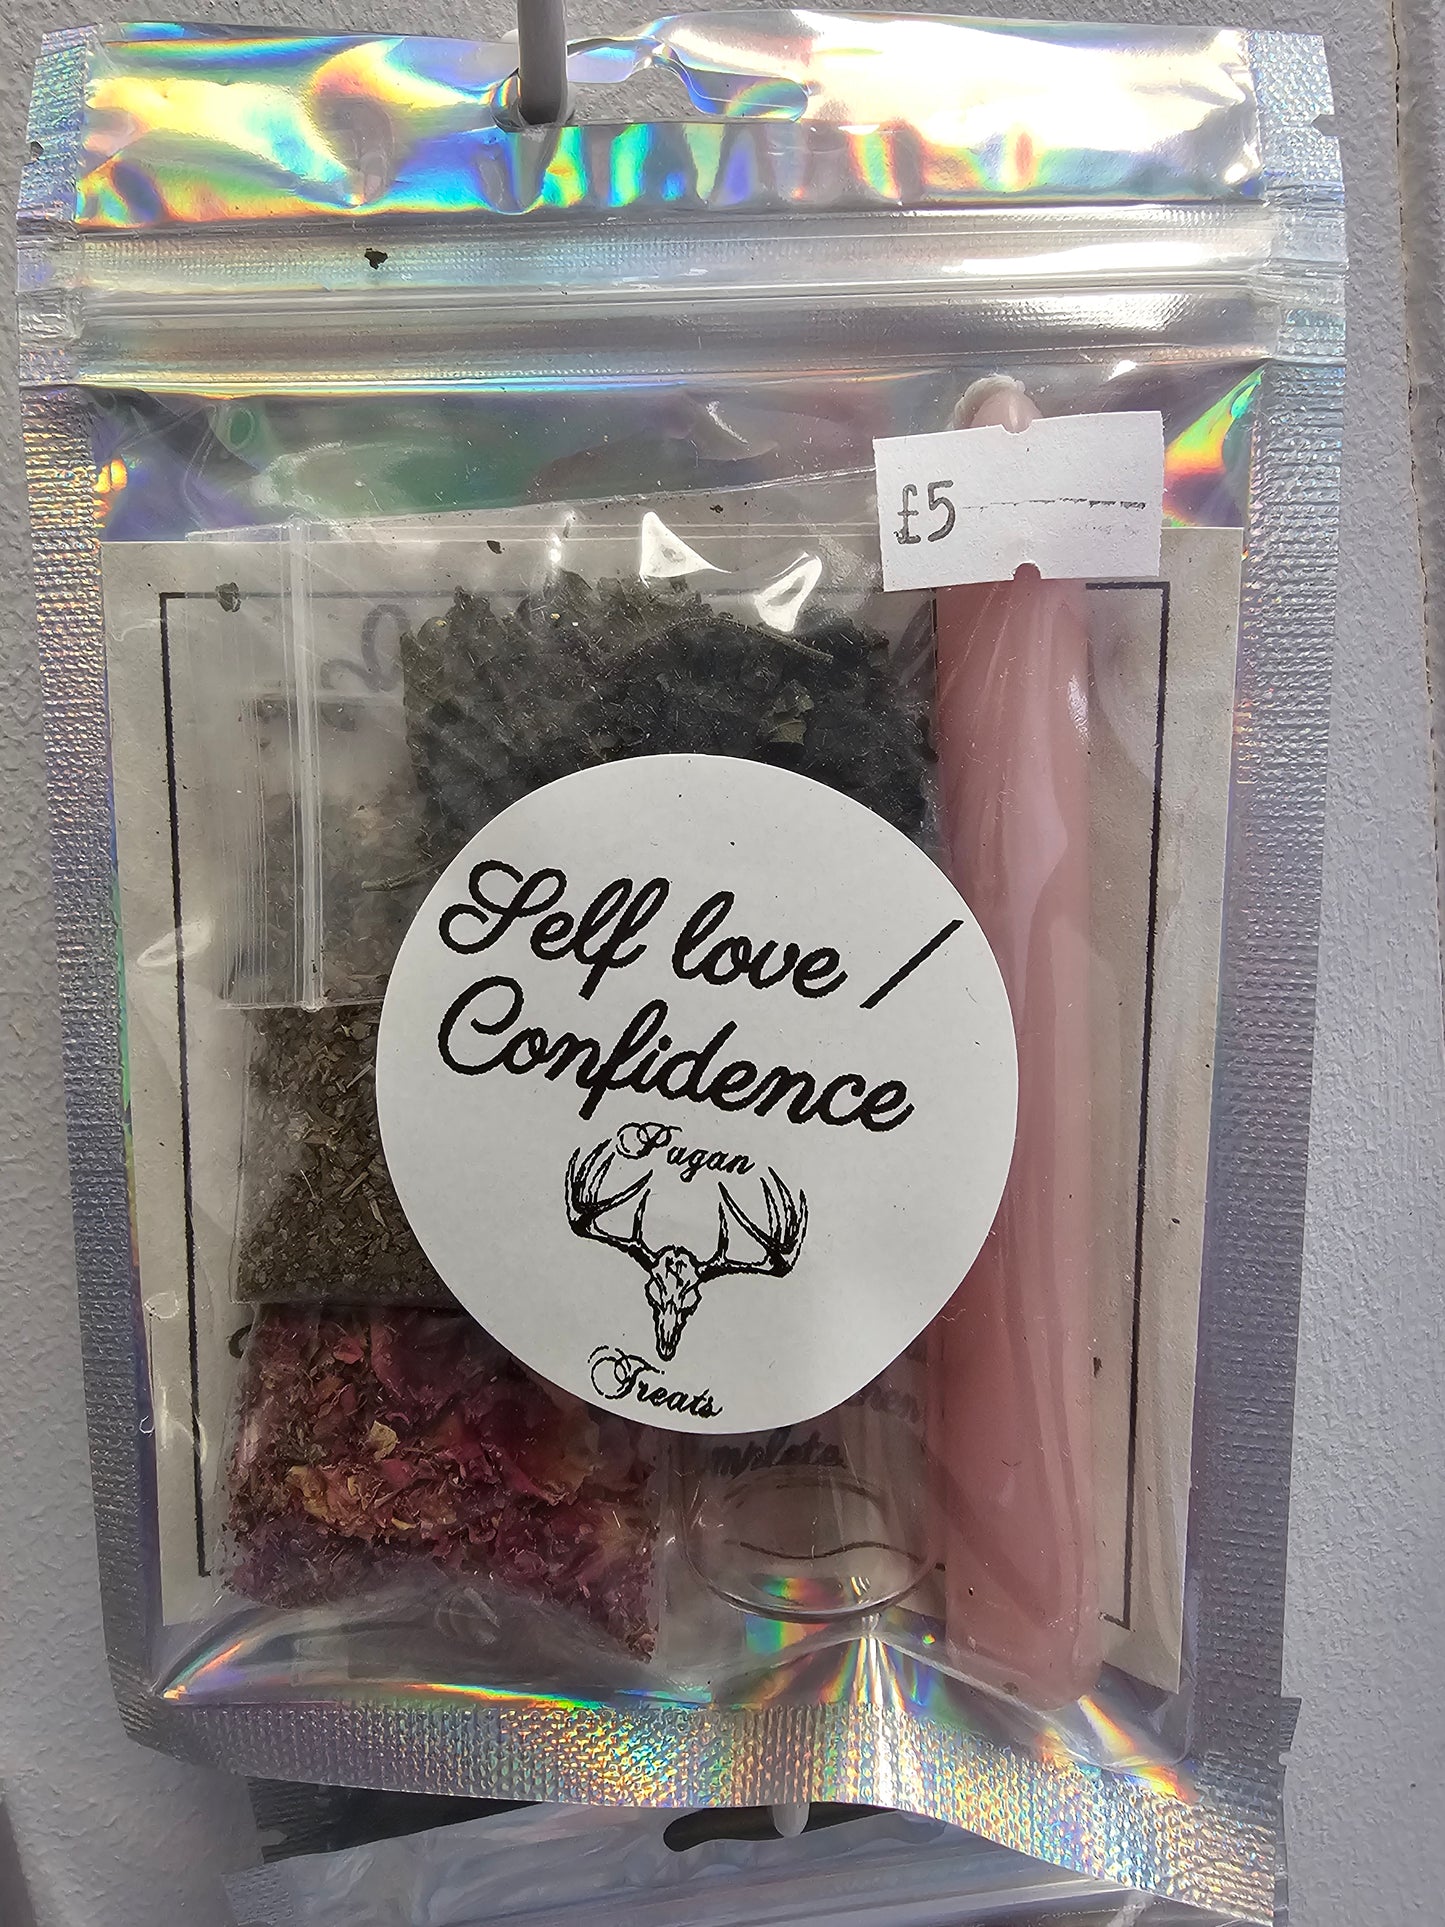 £5
Self love /
Confidence
Pagan
Treats